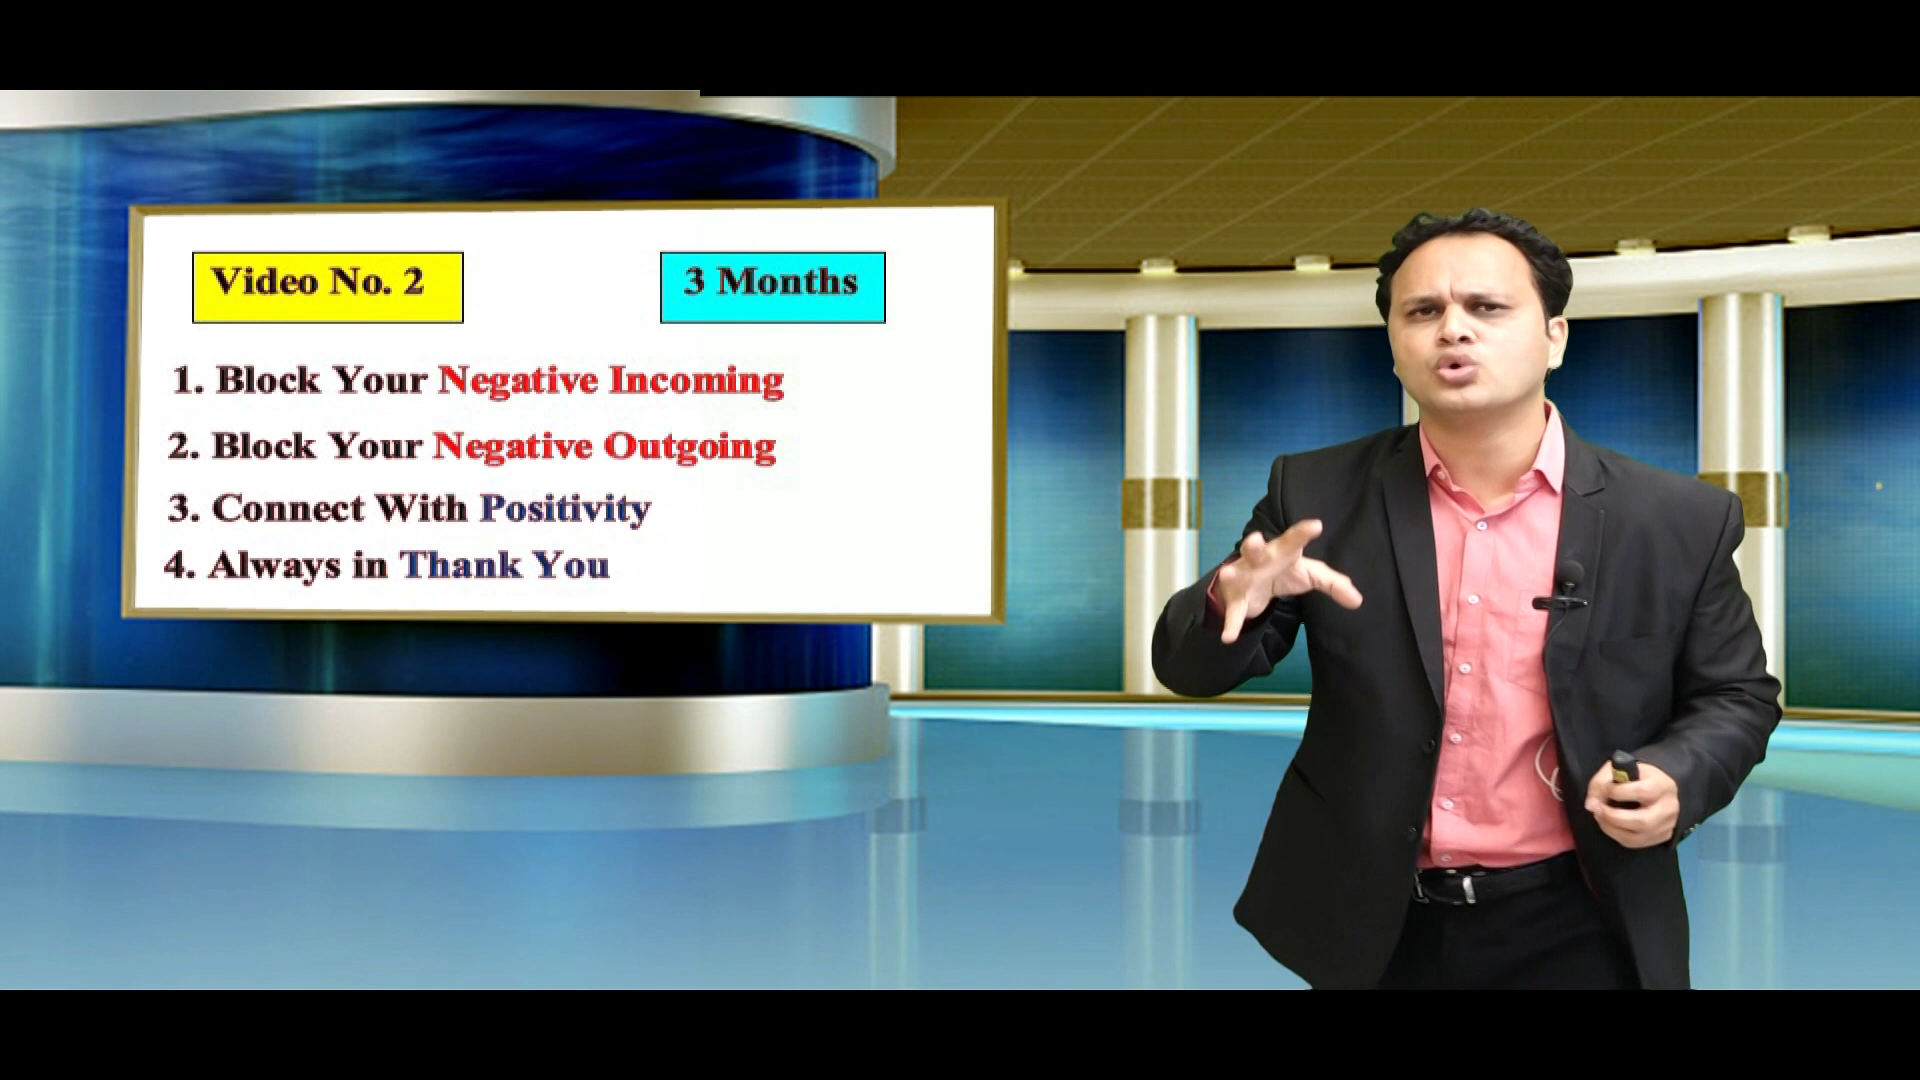 Video No. 2
3 Months
1. Block Your Negative Incoming
2. Block Your Negative Outgoing
3. Connect With Positivity
4. Always in Thank You